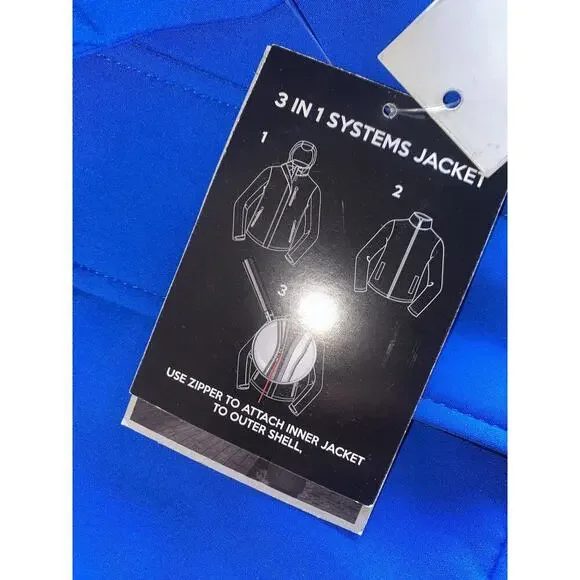 3 IN 1 SYSTEMS JACKET
1
2
3
USE ZIPPER TO ATTACH INNER JACKET
TO OUTER SHELL.